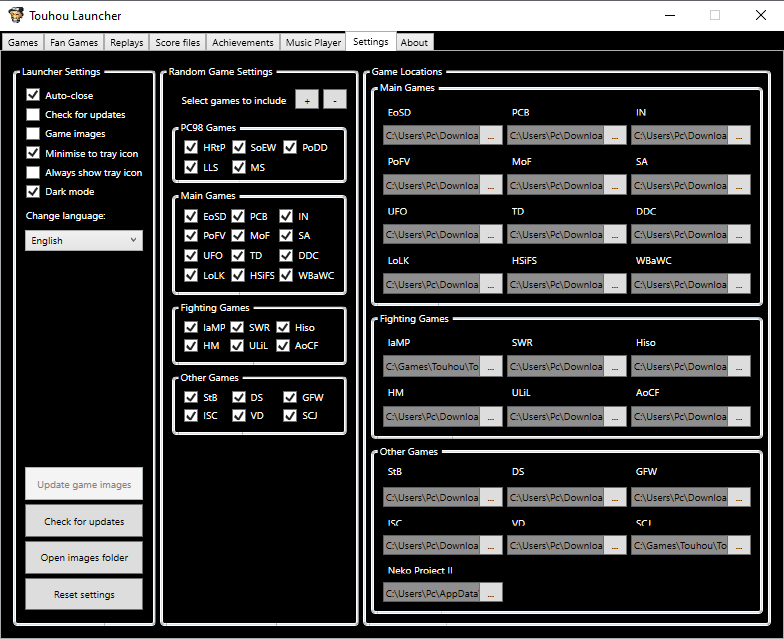 Touhou Launcher
Games Fan Games Replays Score files Achievements Music Player Settings About
Launcher Settings
Auto-close
Check for updates
Game images
Minimise to tray icon
Always show tray icon
Dark mode
Change language:
English
Update game images
Check for updates
Open images folder
Reset settings
Random Game Settings
Select games to include + -
PC98 Games
HRtP SoEW PoDD
LLS MS
Main Games
EoSD PCB IN
PoFV MoF SA
UFO TD DDC
LoLK HSiFS WBaWC
Fighting Games
IaMP SWR Hiso
HM ULiL AoCF
Other Games
StB DS GFW
ISC VD SCJ
Game Locations
Main Games
EoSD PCB IN
C:\Users\Pc\Downloa ... C:\Users\Pc\Downloa ... C:\Users\Pc\Downloa ...
PoFV MoF SA
C:\Users\Pc\Downloa ... C:\Users\Pc\Downloa ... C:\Users\Pc\Downloa ...
UFO TD DDC
C:\Users\Pc\Downloa ... C:\Users\Pc\Downloa ... C:\Users\Pc\Downloa ...
LoLK HSiFS WBaWC
C:\Users\Pc\Downloa ... C:\Users\Pc\Downloa ... C:\Users\Pc\Downloa ...
Fighting Games
IaMP SWR Hiso
C:\Games\Touhou\To ... C:\Users\Pc\Downloa ... C:\Users\Pc\Downloa ...
HM ULiL AoCF
C:\Users\Pc\Downloa ... C:\Users\Pc\Downloa ... C:\Users\Pc\Downloa ...
Other Games
StB DS GFW
C:\Users\Pc\Downloa ... C:\Users\Pc\Downloa ... C:\Users\Pc\Downloa ...
ISC VD SCJ
C:\Users\Pc\Downloa ... C:\Users\Pc\Downloa ... C:\Games\Touhou\To ...
Neko Project II
C:\Users\Pc\AppData\ ...